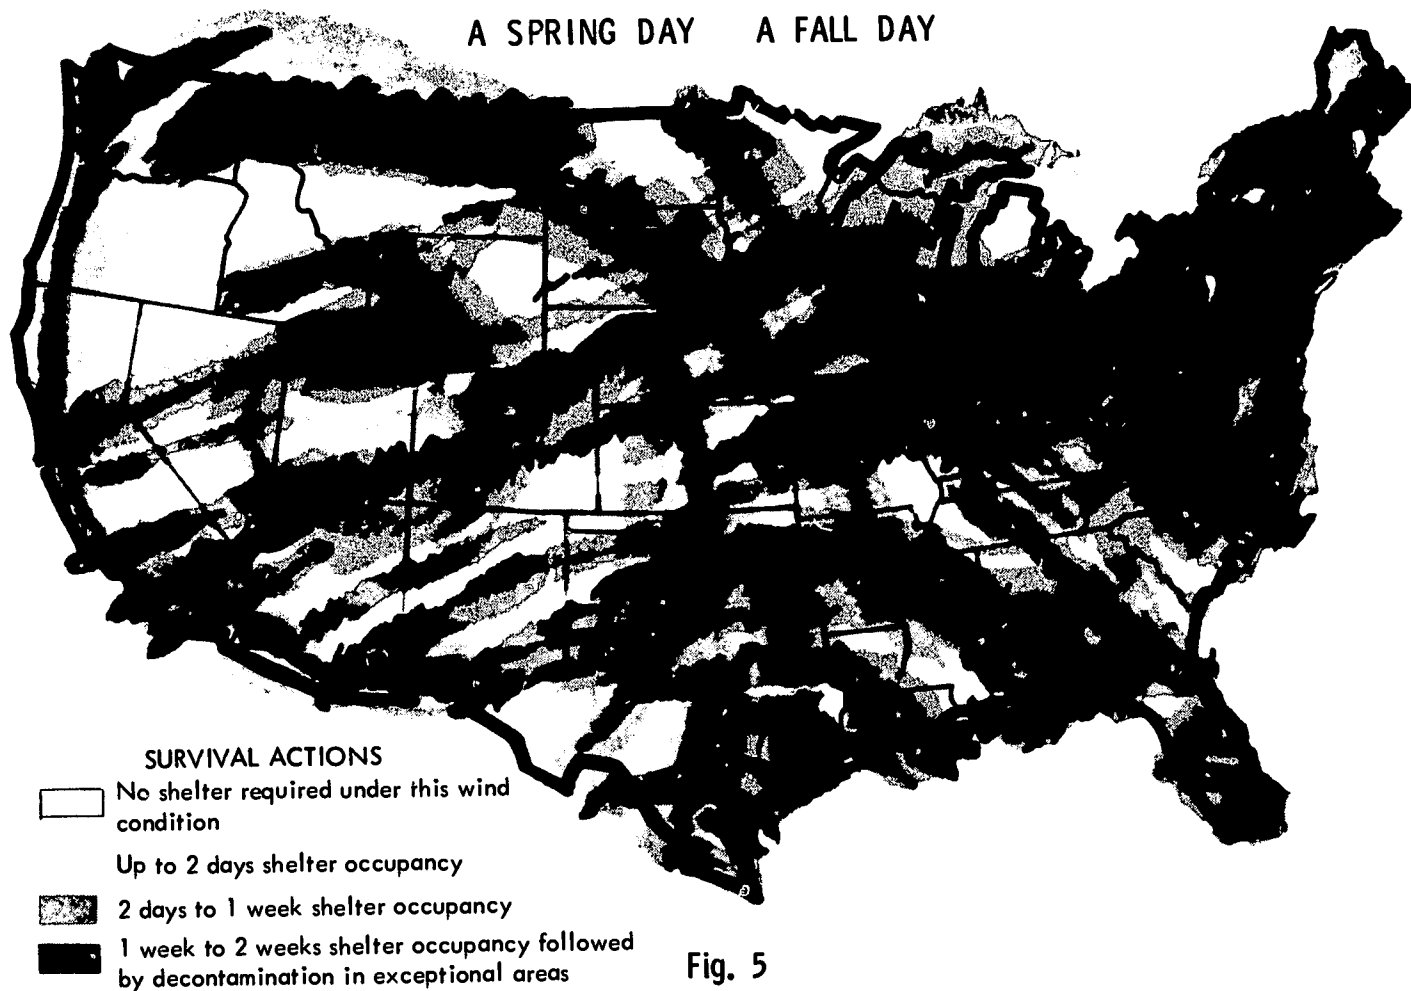 A SPRING DAY A FALL DAY
SURVIVAL ACTIONS
No shelter required under this wind
condition
Up to 2 days shelter occupancy
2 days to 1 week shelter occupancy
1 week to 2 weeks shelter occupancy followed
by decontamination in exceptional areas
Fig. 5